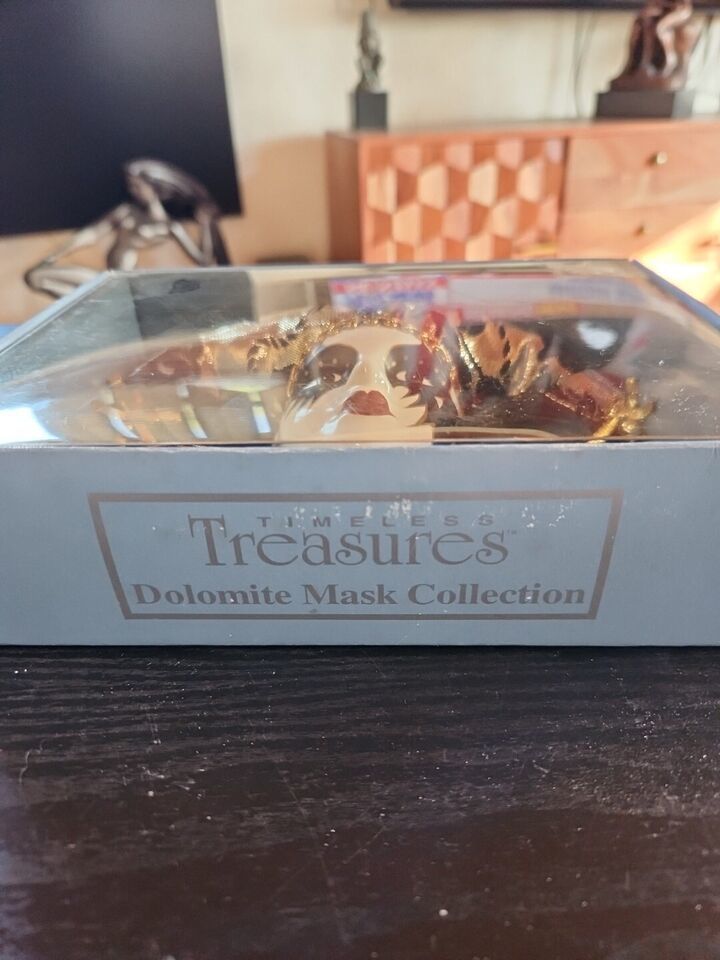 TIMELESS
Treasures™
Dolomite Mask Collection